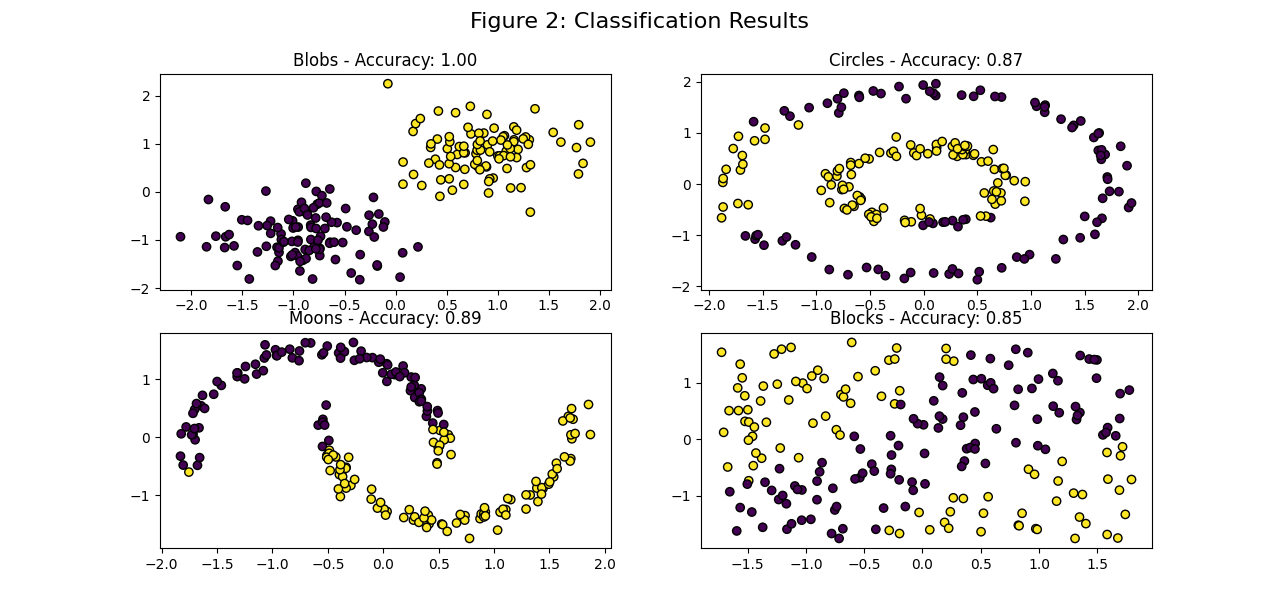 Figure 2: Classification Results
Blobs - Accuracy: 1.00
2
1
0
−1
−2
−2.0 −1.5 −1.0 −0.5 0.0 0.5 1.0 1.5 2.0
Circles - Accuracy: 0.87
2
1
0
−1
−2
−2.0 −1.5 −1.0 −0.5 0.0 0.5 1.0 1.5 2.0
Moons - Accuracy: 0.89
1
0
−1
−2.0 −1.5 −1.0 −0.5 0.0 0.5 1.0 1.5 2.0
Blocks - Accuracy: 0.85
1
0
−1
−1.5 −1.0 −0.5 0.0 0.5 1.0 1.5